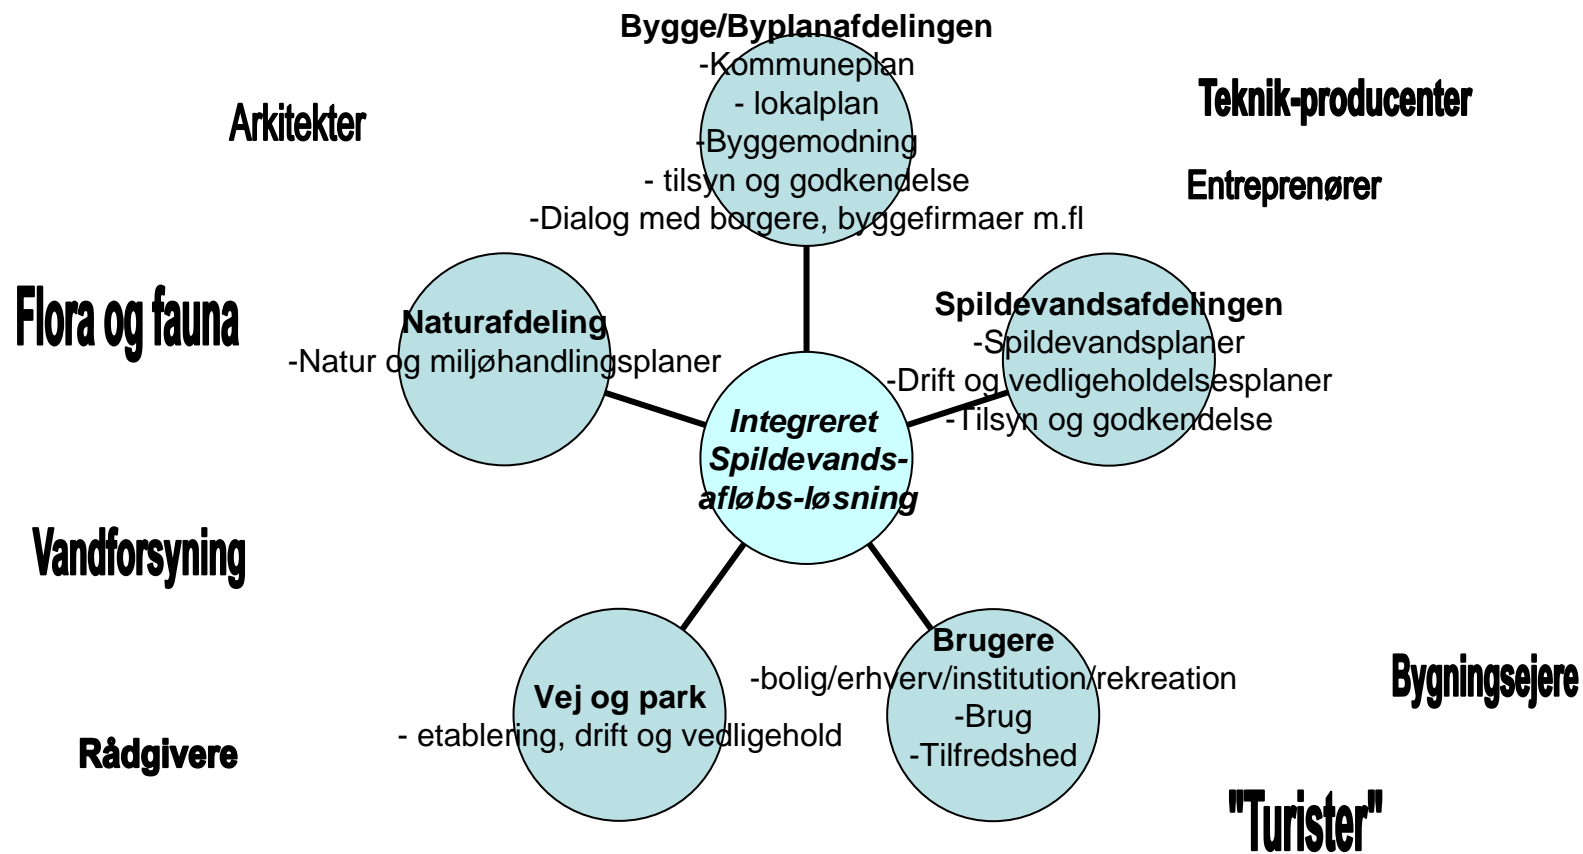 Bygge/Byplanafdelingen
-Kommuneplan
- lokalplan
-Byggemodning
- tilsyn og godkendelse
-Dialog med borgere, byggefirmaer m.fl
Arkitekter
Teknik-producenter
Entreprenører
Flora og fauna
Naturafdeling
-Natur og miljøhandlingsplaner
Spildevandsafdelingen
-Spildevandsplaner
-Drift og vedligeholdelsesplaner
-Tilsyn og godkendelse
Integreret
Spildevands-
afløbs-løsning
Vandforsyning
Vej og park
- etablering, drift og vedligehold
Brugere
-bolig/erhverv/institution/rekreation
-Brug
-Tilfredshed
Bygningsejere
Rådgivere
"Turister"